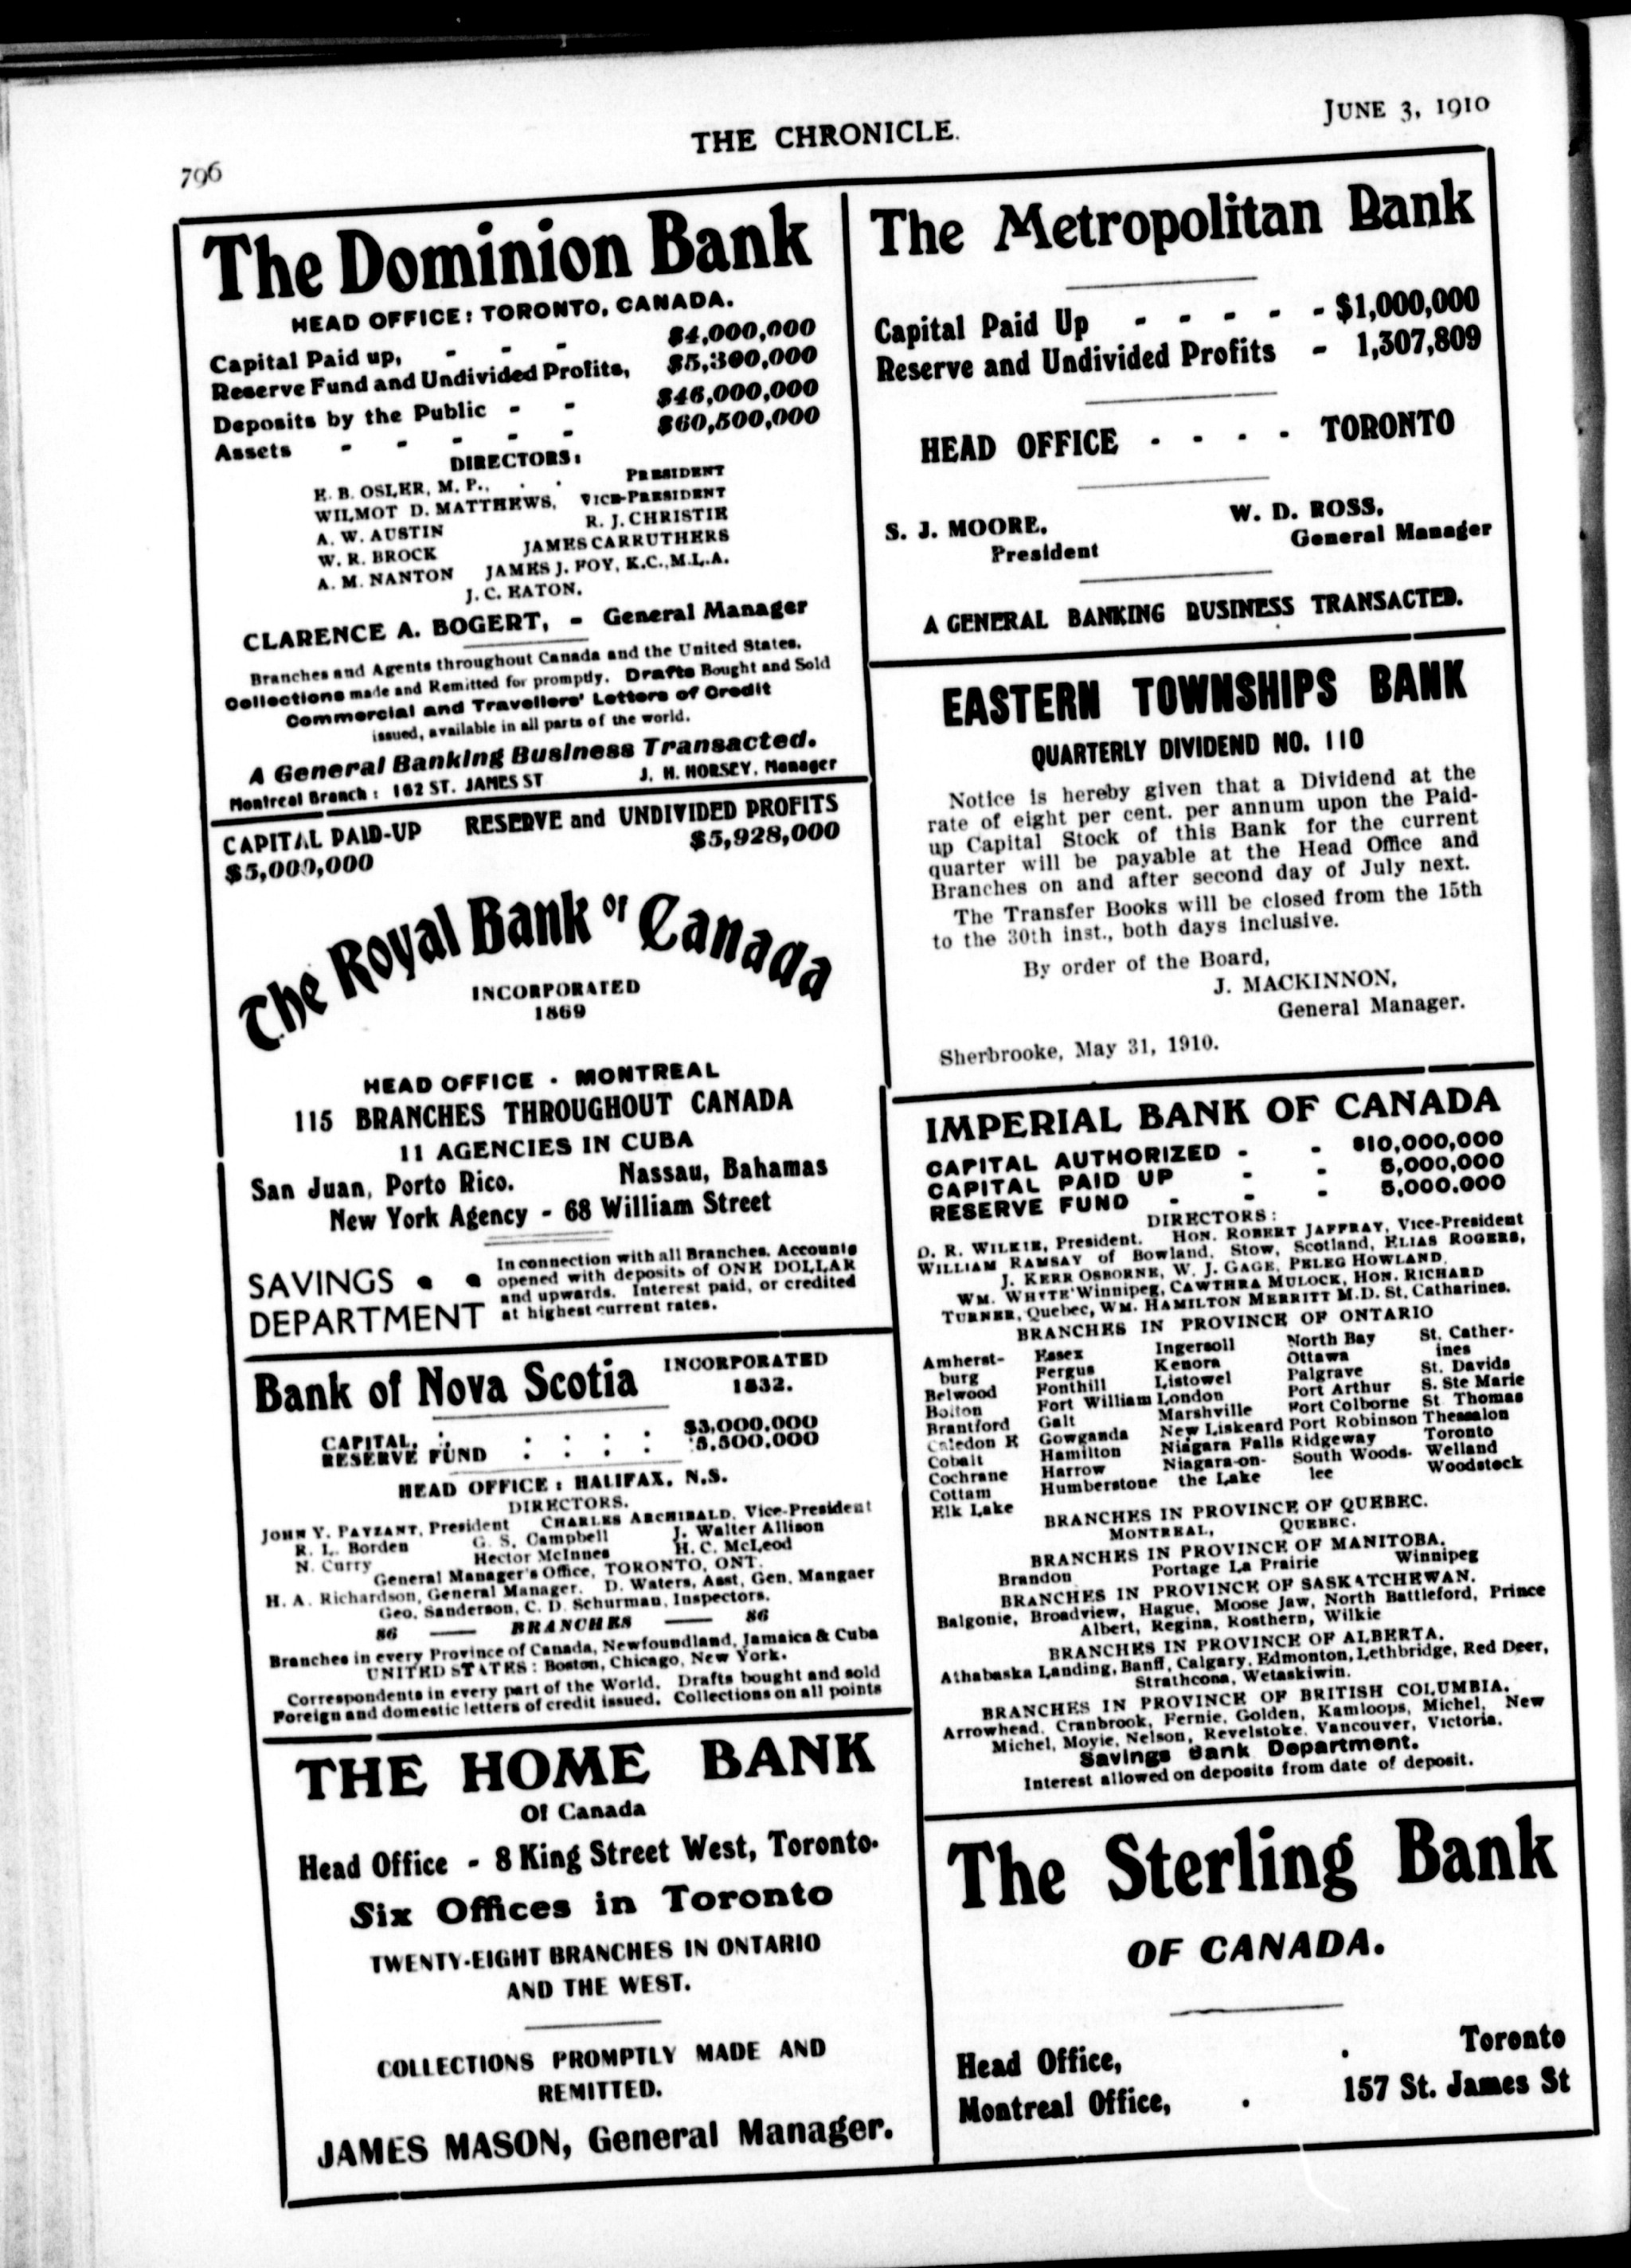 796
THE CHRONICLE.
JUNE 3, 1910
The Dominion Bank
HEAD OFFICE: TORONTO, CANADA.
Capital Paid up, - - - $4,000,000
Reserve Fund and Undivided Profits, $5,300,000
Deposits by the Public - - $46,000,000
Assets - - - - - $60,500,000
DIRECTORS:
E. B. OSLER, M. P., . . PRESIDENT
WILMOT D. MATTHEWS, VICE-PRESIDENT
A. W. AUSTIN R. J. CHRISTIE
W. R. BROCK JAMES CARRUTHERS
A. M. NANTON JAMES J. FOY, K.C.,M.L.A.
J. C. EATON.
CLARENCE A. BOGERT, - General Manager
Branches and Agents throughout Canada and the United States.
Collections made and Remitted for promptly. Drafts Bought and Sold
Commercial and Travellers' Letters of Credit
issued, available in all parts of the world.
A General Banking Business Transacted.
Montreal Branch: 162 ST. JAMES ST J. H. HORSEY, Manager
CAPITAL PAID-UP RESERVE and UNDIVIDED PROFITS
$5,000,000 $5,928,000
The Royal Bank of Canada
INCORPORATED
1869
HEAD OFFICE - MONTREAL
115 BRANCHES THROUGHOUT CANADA
11 AGENCIES IN CUBA
San Juan, Porto Rico. Nassau, Bahamas
New York Agency - 68 William Street
SAVINGS • •
DEPARTMENT
In connection with all Branches. Accounts
opened with deposits of ONE DOLLAR
and upwards. Interest paid, or credited
at highest current rates.
Bank of Nova Scotia INCORPORATED
1832.
CAPITAL, : : : : : $3,000.000
RESERVE FUND : : : : 5.500.000
HEAD OFFICE: HALIFAX, N.S.
DIRECTORS.
JOHN Y. PAYZANT, President CHARLES ARCHIBALD, Vice-President
R. L. Borden G. S. Campbell J. Walter Allison
N. Curry Hector McInnes H. C. McLeod
General Manager's Office, TORONTO, ONT.
H. A. Richardson, General Manager. D. Waters, Asst, Gen. Mangaer
Geo, Sanderson, C. D. Schurman, Inspectors.
86 —— BRANCHES —— 86
Branches in every Province of Canada, Newfoundland, Jamaica & Cuba
UNITED STATES: Boston, Chicago, New York.
Correspondents in every part of the World. Drafts bought and sold
Foreign and domestic letters of credit issued. Collections on all points
THE HOME BANK
Of Canada
Head Office - 8 King Street West, Toronto.
Six Offices in Toronto
TWENTY-EIGHT BRANCHES IN ONTARIO
AND THE WEST.
COLLECTIONS PROMPTLY MADE AND
REMITTED.
JAMES MASON, General Manager.
The Metropolitan Bank
Capital Paid Up - - - - - $1,000,000
Reserve and Undivided Profits - 1,307,809
HEAD OFFICE - - - - TORONTO
S. J. MOORE, W. D. ROSS,
President General Manager
A GENERAL BANKING BUSINESS TRANSACTED.
EASTERN TOWNSHIPS BANK
QUARTERLY DIVIDEND NO. 110
Notice is hereby given that a Dividend at the
rate of eight per cent. per annum upon the Paid-
up Capital Stock of this Bank for the current
quarter will be payable at the Head Office and
Branches on and after second day of July next.
The Transfer Books will be closed from the 15th
to the 30th inst., both days inclusive.
By order of the Board,
J. MACKINNON,
General Manager.
Sherbrooke, May 31, 1910.
IMPERIAL BANK OF CANADA
CAPITAL AUTHORIZED - - $10,000,000
CAPITAL PAID UP - - 5,000,000
RESERVE FUND - - - 5,000.000
DIRECTORS:
D. R. WILKIE, President. HON. ROBERT JAFFRAY, Vice-President
WILLIAM RAMSAY of Bowland, Stow, Scotland, ELIAS ROGERS,
J. KERR OSBORNE, W. J. GAGE, PELEG HOWLAND,
WM. WHYTE Winnipeg, CAWTHRA MULOCK, HON. RICHARD
TURNER, Quebec, WM. HAMILTON MERRITT M.D. St. Catharines.
BRANCHES IN PROVINCE OF ONTARIO
Amherst- Essex Ingersoll North Bay St. Cather-
burg Fergus Kenora Ottawa ines
Belwood Fonthill Listowel Palgrave St. Davids
Bolton Fort William London Port Arthur S. Ste Marie
Brantford Galt Marshville Port Colborne St Thomas
Caledon E Gowganda New Liskeard Port Robinson Thessalon
Cobalt Hamilton Niagara Falls Ridgeway Toronto
Cochrane Harrow Niagara-on- South Woods- Welland
Cottam Humberstone the Lake lee Woodstock
Elk Lake
BRANCHES IN PROVINCE OF QUEBEC.
MONTREAL, QUEBEC.
BRANCHES IN PROVINCE OF MANITOBA.
Brandon Portage La Prairie Winnipeg
BRANCHES IN PROVINCE OF SASKATCHEWAN.
Balgonie, Broadview, Hague, Moose Jaw, North Battleford, Prince
Albert, Regina, Rosthern, Wilkie
BRANCHES IN PROVINCE OF ALBERTA.
Athabaska Landing, Banff, Calgary, Edmonton, Lethbridge, Red Deer,
Strathcona, Wetaskiwin.
BRANCHES IN PROVINCE OF BRITISH COLUMBIA.
Arrowhead, Cranbrook, Fernie, Golden, Kamloops, Michel, New
Michel, Moyie, Nelson, Revelstoke, Vancouver, Victoria.
Savings Bank Department.
Interest allowed on deposits from date of deposit.
The Sterling Bank
OF CANADA.
Head Office, . Toronto
Montreal Office, . 157 St. James St